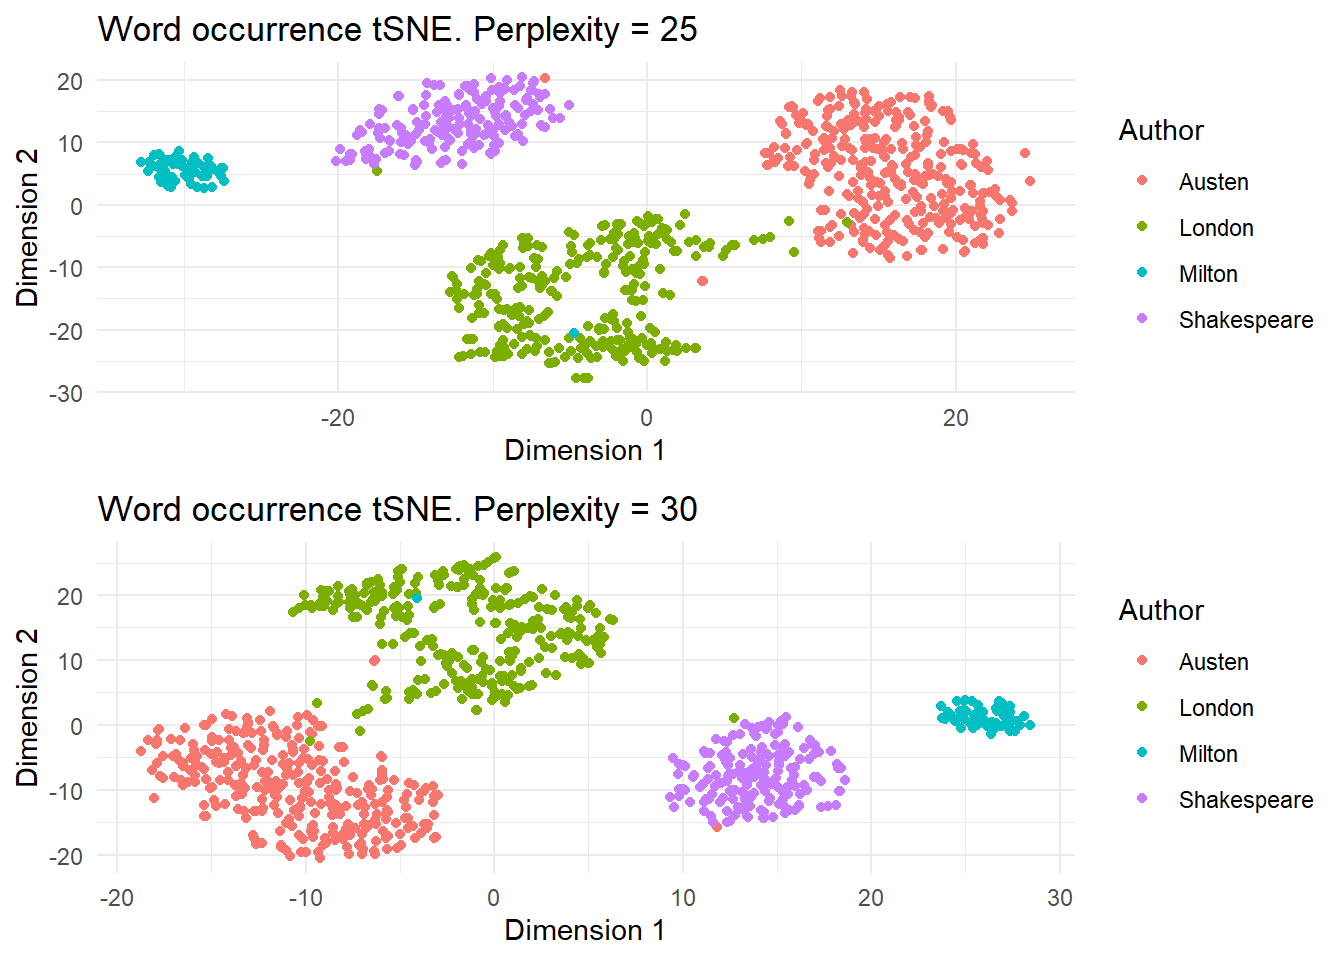 Word occurrence tSNE. Perplexity = 25
20
10
0
-10
-20
-30
Dimension 2
-20
0
20
Dimension 1
Author
Austen
London
Milton
Shakespeare
Word occurrence tSNE. Perplexity = 30
20
10
0
-10
-20
Dimension 2
-20
-10
0
10
20
30
Dimension 1
Author
Austen
London
Milton
Shakespeare